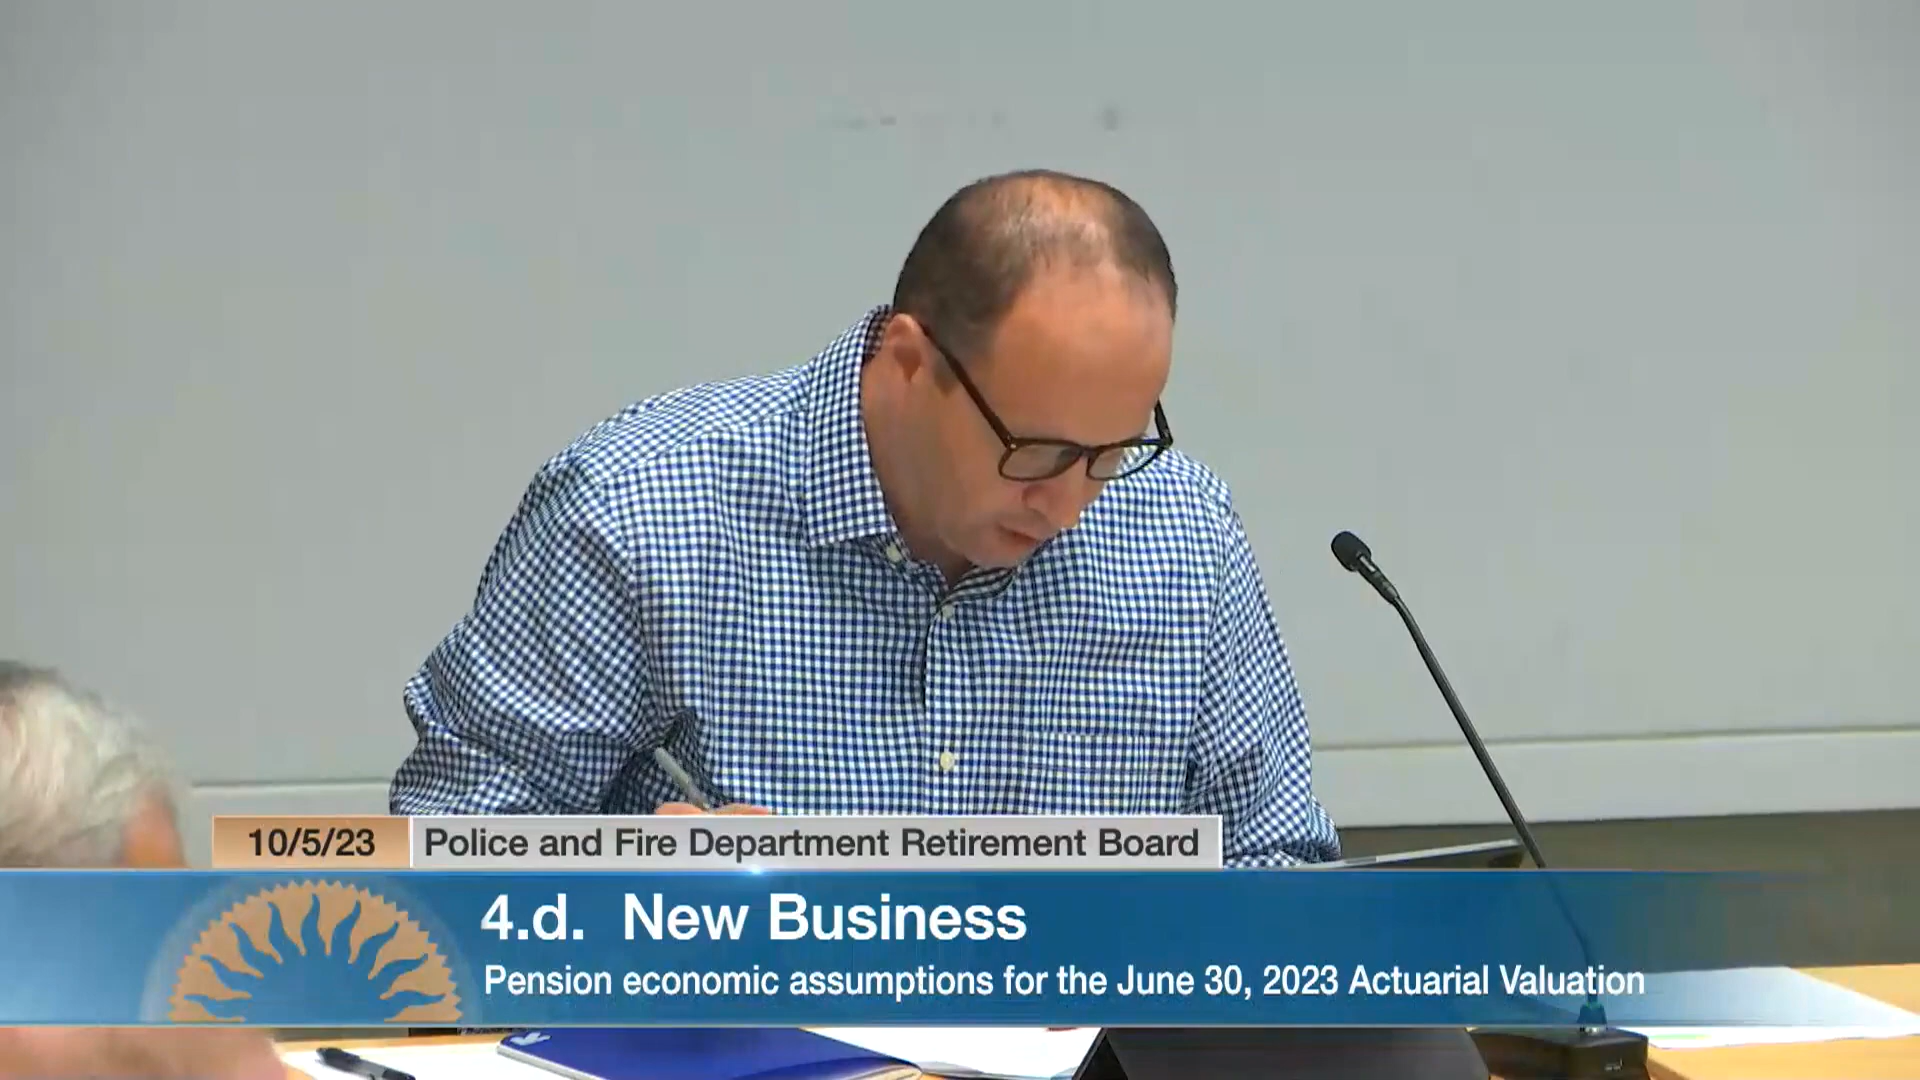 10/5/23 Police and Fire Department Retirement Board
4.d. New Business
Pension economic assumptions for the June 30, 2023 Actuarial Valuation